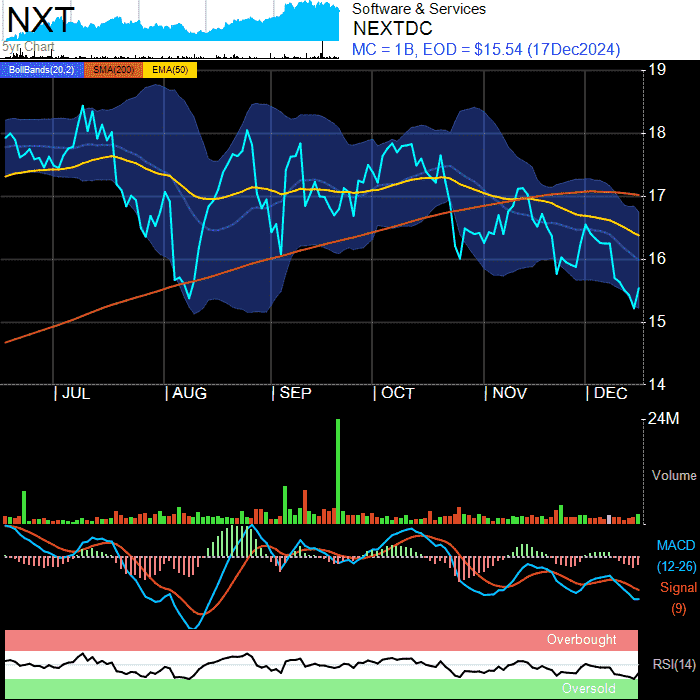 NXT
5yr Chart
Software & Services
NEXTDC
MC = 1B, EOD = $15.54 (17Dec2024)
BollBands(20,2) SMA(200) EMA(50)
19
18
17
16
15
14
JUL AUG SEP OCT NOV DEC
24M
Volume
MACD
(12-26)
Signal
(9)
Overbought
RSI(14)
Oversold